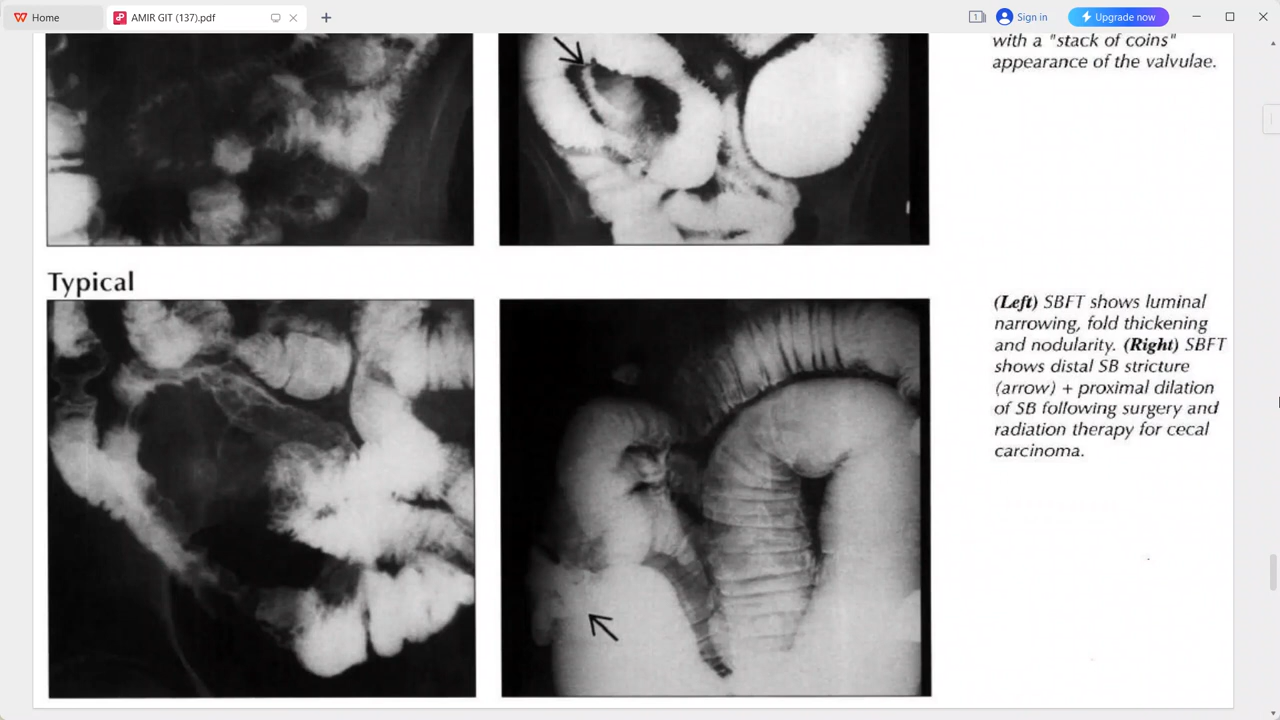 Home
AMIR GIT (137).pdf
1
Sign in
Upgrade now
with a "stack of coins"
appearance of the valvulae.
Typical
(Left) SBFT shows luminal
narrowing, fold thickening
and nodularity. (Right) SBFT
shows distal SB stricture
(arrow) + proximal dilation
of SB following surgery and
radiation therapy for cecal
carcinoma.